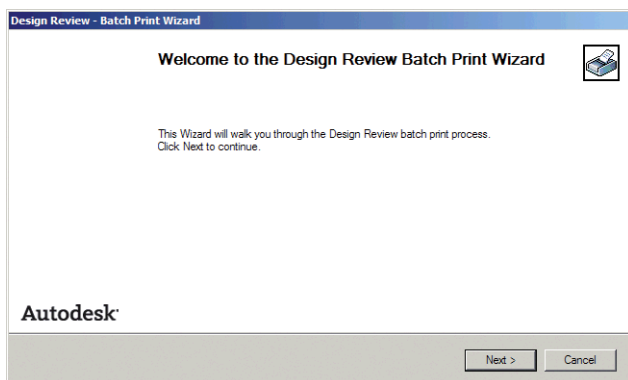 Design Review - Batch Print Wizard
Welcome to the Design Review Batch Print Wizard
This Wizard will walk you through the Design Review batch print process.
Click Next to continue.
Autodesk
Next >
Cancel